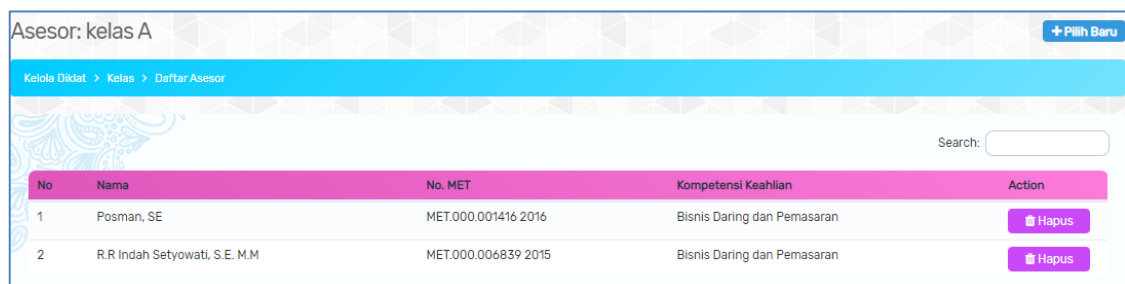 Asesor: kelas A
+ Pilih Baru
Kelola Diklat > Kelas > Daftar Asesor
Search:
No Nama No. MET Kompetensi Keahlian Action
1 Posman, SE MET.000.001416 2016 Bisnis Daring dan Pemasaran Hapus
2 R.R Indah Setyowati, S.E. M.M MET.000.006839 2015 Bisnis Daring dan Pemasaran Hapus